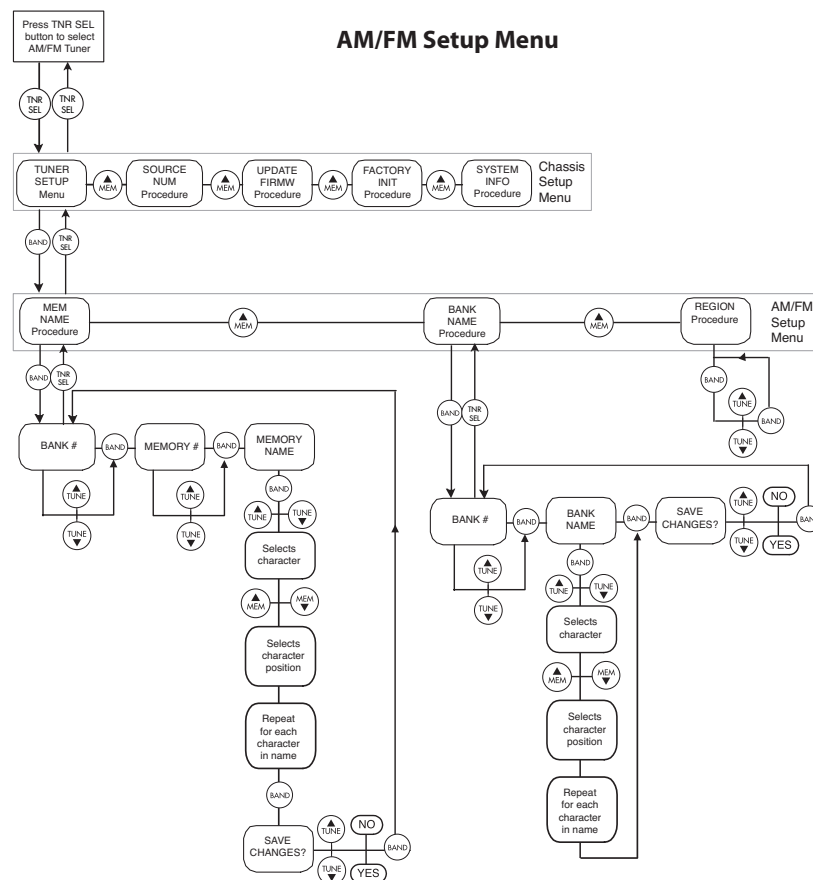 AM/FM Setup Menu
Press TNR SEL
button to select
AM/FM Tuner
TNR
SEL
TNR
SEL
TUNER
SETUP
Menu
MEM
SOURCE
NUM
Procedure
MEM
UPDATE
FIRMW
Procedure
MEM
FACTORY
INIT
Procedure
MEM
SYSTEM
INFO
Procedure
Chassis
Setup
Menu
BAND
TNR
SEL
MEM
NAME
Procedure
MEM
BANK
NAME
Procedure
MEM
REGION
Procedure
AM/FM
Setup
Menu
BAND
TNR
SEL
BANK #
BAND
TUNE
TUNE
MEMORY #
BAND
TUNE
TUNE
MEMORY
NAME
BAND
TUNE
TUNE
Selects
character
MEM
MEM
Selects
character
position
Repeat
for each
character
in name
BAND
SAVE
CHANGES?
TUNE
TUNE
NO
YES
BAND
BAND
TNR
SEL
BANK #
BAND
TUNE
TUNE
BANK
NAME
BAND
TUNE
TUNE
Selects
character
MEM
MEM
Selects
character
position
Repeat
for each
character
in name
BAND
SAVE
CHANGES?
TUNE
TUNE
NO
YES
BAN
BAND
TUNE
TUNE
BAND